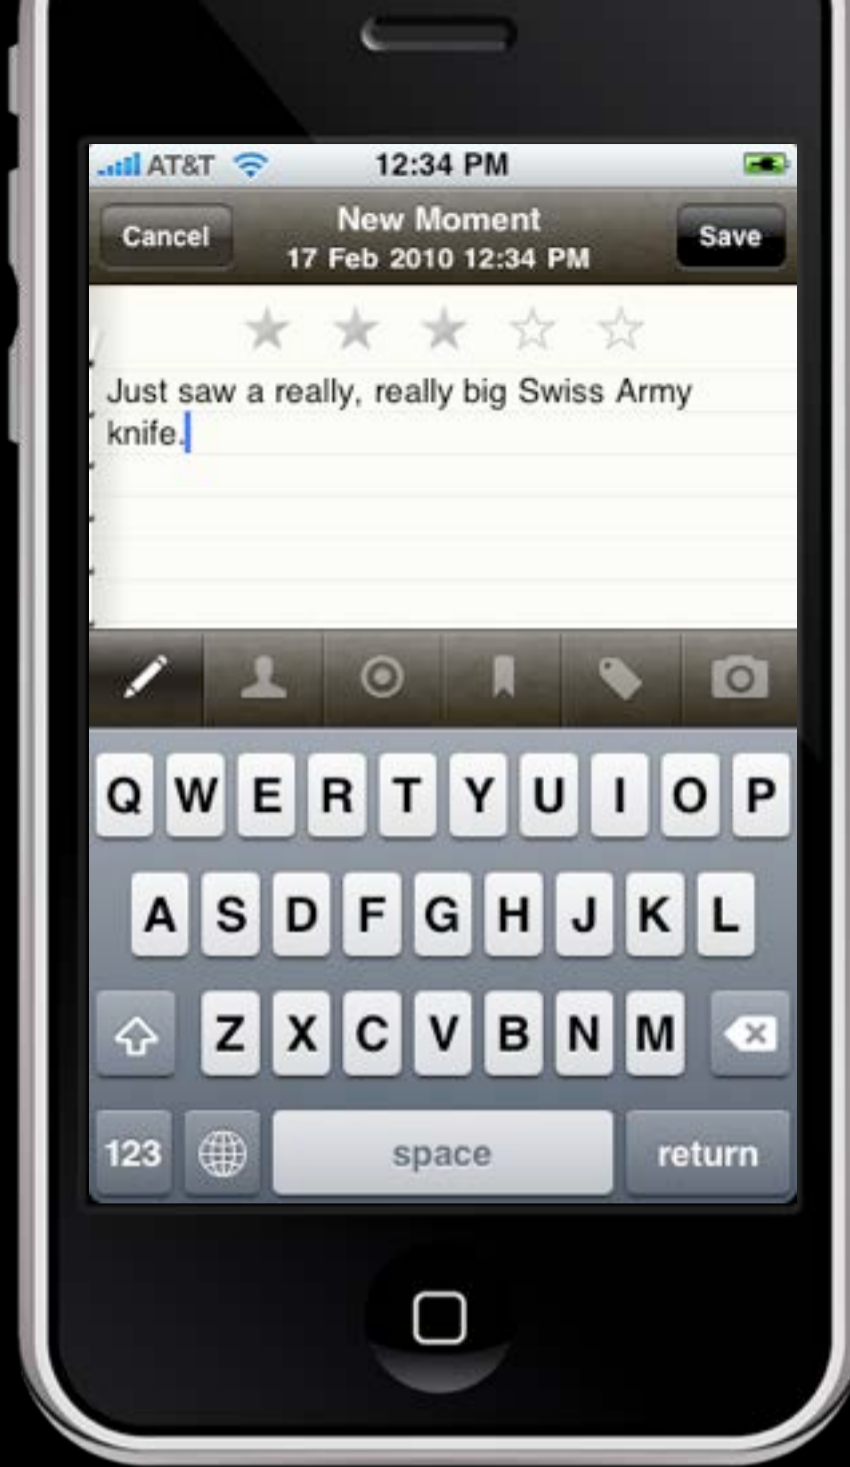 AT&T 12:34 PM
Cancel New Moment Save
17 Feb 2010 12:34 PM
Just saw a really, really big Swiss Army
knife.
Q W E R T Y U I O P
A S D F G H J K L
Z X C V B N M
123 space return